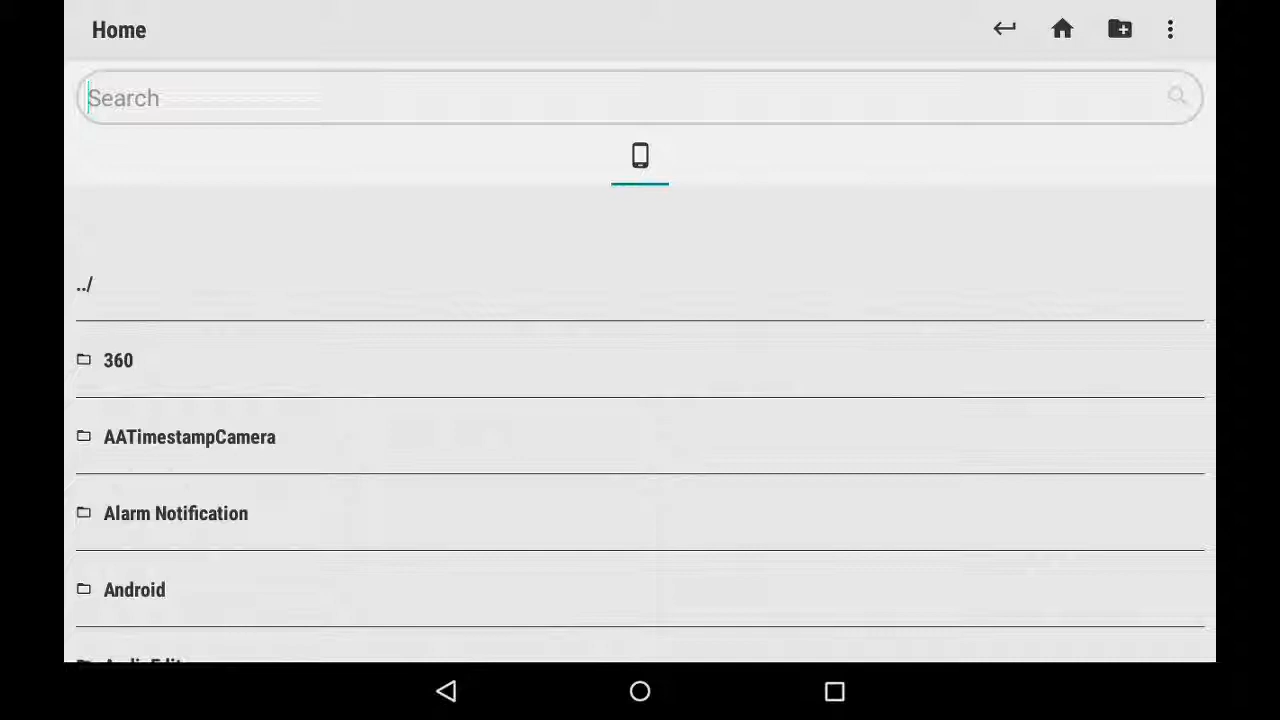 Home
Search
../
360
AATimestampCamera
Alarm Notification
Android